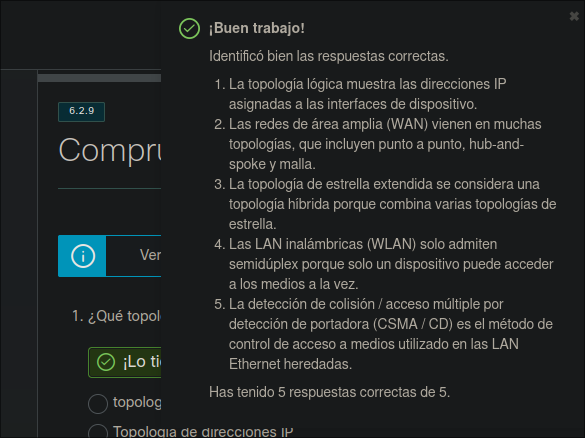 ¡Buen trabajo!
Identificó bien las respuestas correctas.
1. La topología lógica muestra las direcciones IP
asignadas a las interfaces de dispositivo.
2. Las redes de área amplia (WAN) vienen en muchas
topologías, que incluyen punto a punto, hub-and-
spoke y malla.
3. La topología de estrella extendida se considera una
topología híbrida porque combina varias topologías de
estrella.
4. Las LAN inalámbricas (WLAN) solo admiten
semidúplex porque solo un dispositivo puede acceder
a los medios a la vez.
5. La detección de colisión / acceso múltiple por
detección de portadora (CSMA / CD) es el método de
control de acceso a medios utilizado en las LAN
Ethernet heredadas.
Has tenido 5 respuestas correctas de 5.
6.2.9
Compru
Ver
1. ¿Qué topol
¡Lo ti
topolog
Topología de direcciones IP